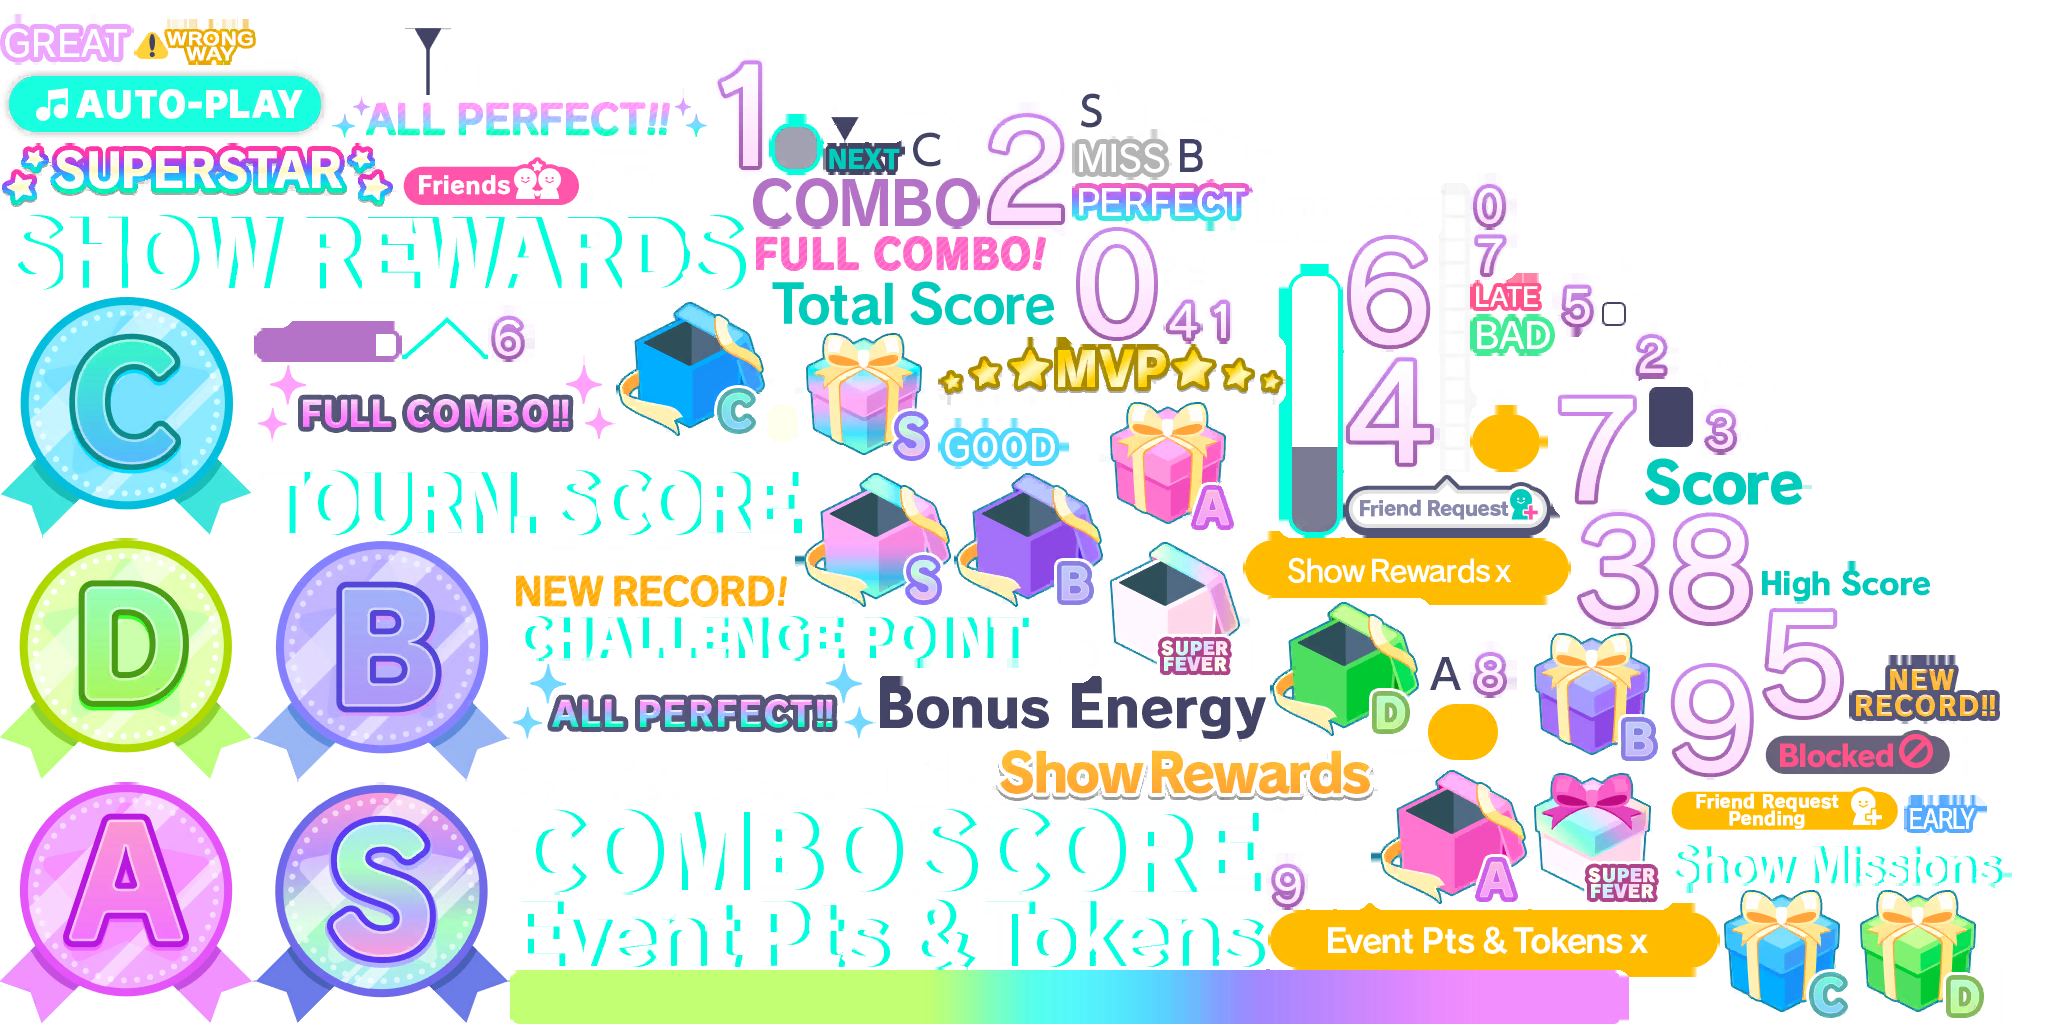 GREAT
WRONG
WAY
AUTO-PLAY
ALL PERFECT!!
SUPERSTAR
Friends
1
NEXT
C
2
S
MISS
B
COMBO
PERFECT
SHOW REWARDS
FULL COMBO!
Total Score
0
4
1
6
0
7
LATE
BAD
5
2
3
C
6
FULL COMBO!!
C
S
MVP
GOOD
A
4
7
Score
Friend Request
TOURN. SCORE
S
B
Show Rewards x
3
8
High Score
D
B
NEW RECORD!
CHALLENGE POINT
ALL PERFECT!!
Bonus Energy
SUPER
FEVER
D
A
8
B
9
5
NEW
RECORD!!
Blocked
Show Rewards
Friend Request
Pending
EARLY
A
S
COMBO SCORE
9
A
SUPER
FEVER
Show Missions
Event Pts & Tokens
Event Pts & Tokens x
C
D